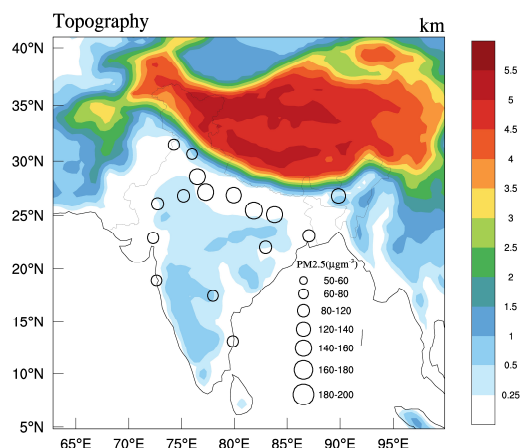 Topography
km
40°N
35°N
30°N
25°N
20°N
15°N
10°N
5°N
65°E
70°E
75°E
80°E
85°E
90°E
95°E
PM2.5(μgm⁻³)
50-60
60-80
80-120
120-140
140-160
160-180
180-200
5.5
5
4.5
4
3.5
3
2.5
2
1.5
1
0.5
0.25